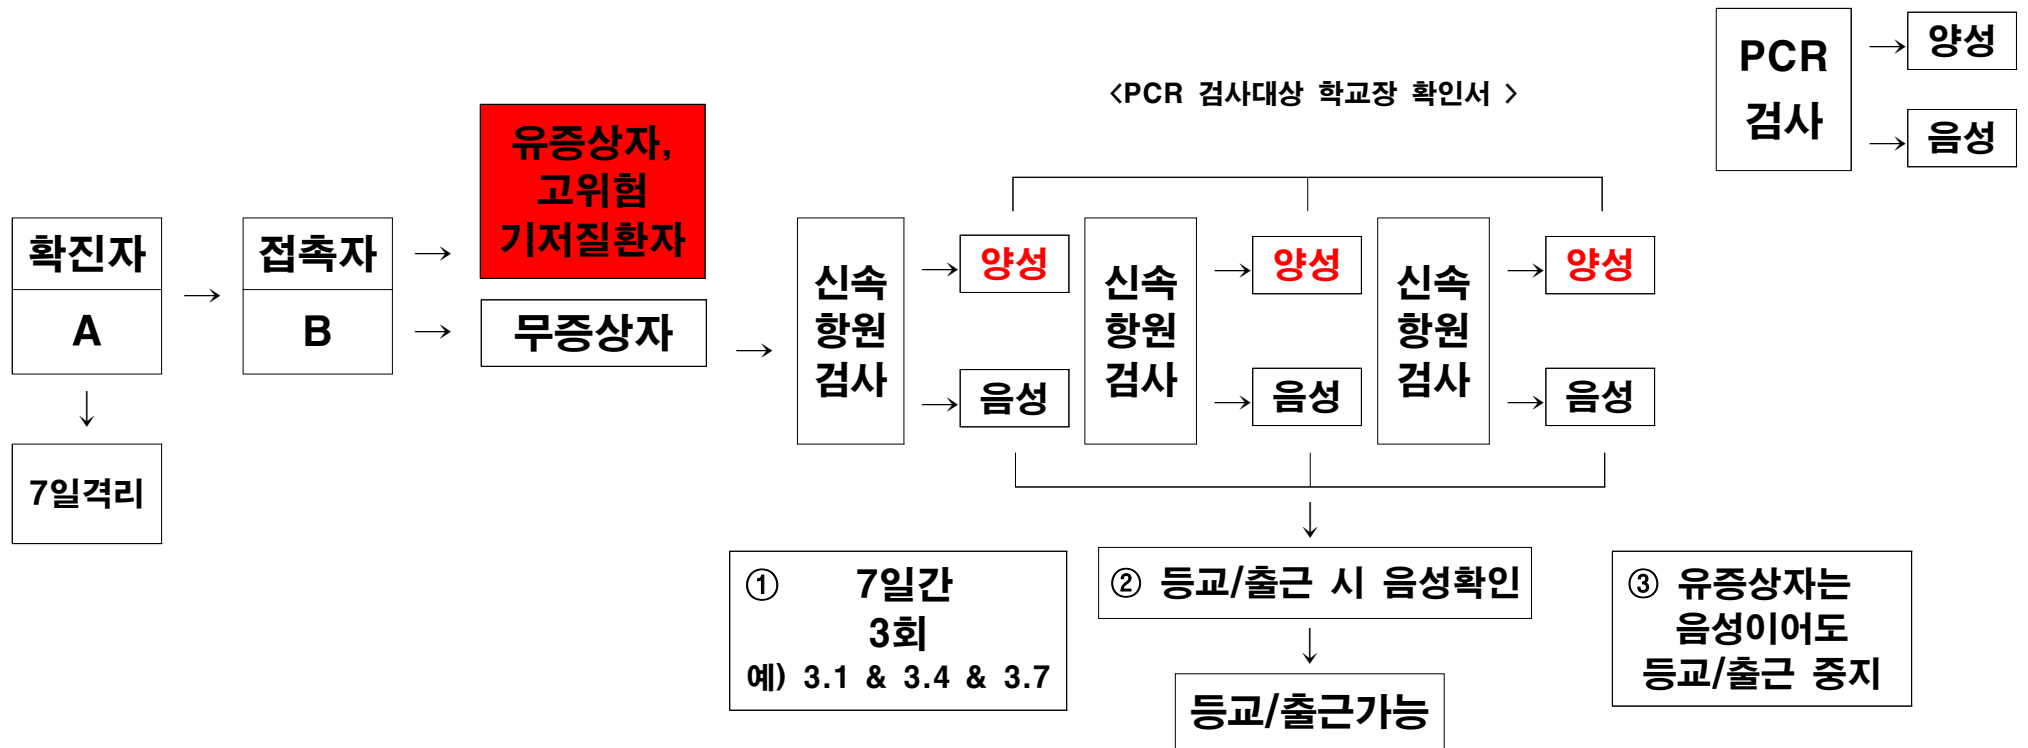 PCR
검사
→ 양성
→ 음성
<PCR 검사대상 학교장 확인서 >
유증상자,
고위험
기저질환자
확진자
A
→
접촉자
B
→
→
무증상자
→
신속
항원
검사
→ 양성
→ 음성
신속
항원
검사
→ 양성
→ 음성
신속
항원
검사
→ 양성
→ 음성
↓
7일격리
↓
① 7일간
3회
예) 3.1 & 3.4 & 3.7
② 등교/출근 시 음성확인
↓
등교/출근가능
③ 유증상자는
음성이어도
등교/출근 중지